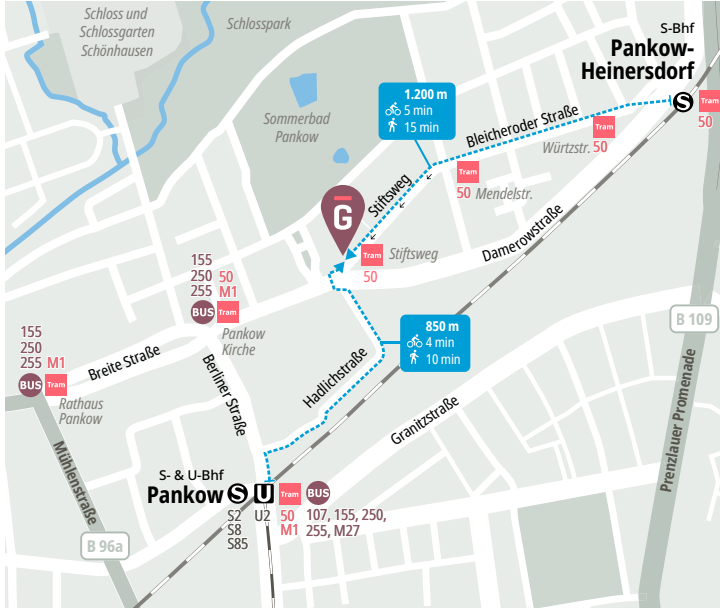 Schloss und
Schlossgarten
Schönhausen
Schlosspark
S-Bhf
Pankow-
Heinersdorf
S
Tram
50
1.200 m
5 min
15 min
Sommerbad
Pankow
Bleicheroder Straße
Tram
Würtzstr. 50
Tram
50 Mendelstr.
Stiftsweg
G
Damerowstraße
Tram
Stiftsweg
50
155
250 50
255 M1
BUS Tram
Pankow
Kirche
B 109
850 m
4 min
10 min
155
250
255 M1
BUS Tram
Rathaus
Pankow
Breite Straße
Berliner Straße
Hadlichstraße
Granitzstraße
Prenzlauer Promenade
Mühlenstraße
B 96a
S- & U-Bhf
Pankow S U Tram BUS
S2 U2 50 107, 155, 250,
S8 M1 255, M27
S85